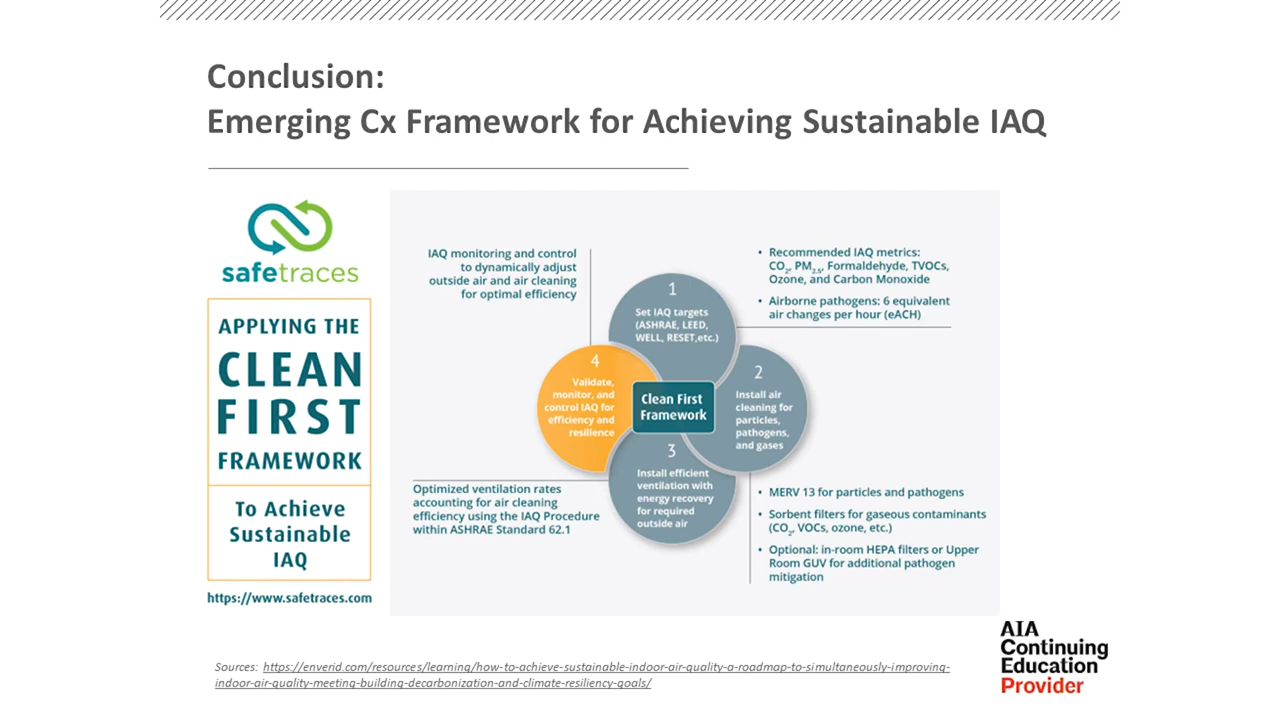 Conclusion:
Emerging Cx Framework for Achieving Sustainable IAQ
safetraces
APPLYING THE
CLEAN
FIRST
FRAMEWORK
To Achieve
Sustainable
IAQ
https://www.safetraces.com
IAQ monitoring and control
to dynamically adjust
outside air and air cleaning
for optimal efficiency
• Recommended IAQ metrics:
CO2, PM2.5, Formaldehyde, TVOCs,
Ozone, and Carbon Monoxide
• Airborne pathogens: 6 equivalent
air changes per hour (eACH)
1
Set IAQ targets
(ASHRAE, LEED,
WELL, RESET,etc.)
2
Install air
cleaning for
particles,
pathogens,
and gases
3
Install efficient
ventilation with
energy recovery
for required
outside air
4
Validate,
monitor, and
control IAQ for
efficiency and
resilience
Clean First
Framework
Optimized ventilation rates
accounting for air cleaning
efficiency using the IAQ Procedure
within ASHRAE Standard 62.1
• MERV 13 for particles and pathogens
• Sorbent filters for gaseous contaminants
(CO2, VOCs, ozone, etc.)
• Optional: in-room HEPA filters or Upper
Room GUV for additional pathogen
mitigation
Sources: https://enverid.com/resources/learning/how-to-achieve-sustainable-indoor-air-quality-a-roadmap-to-simultaneously-improving-
indoor-air-quality-meeting-building-decarbonization-and-climate-resiliency-goals/
AIA
Continuing
Education
Provider